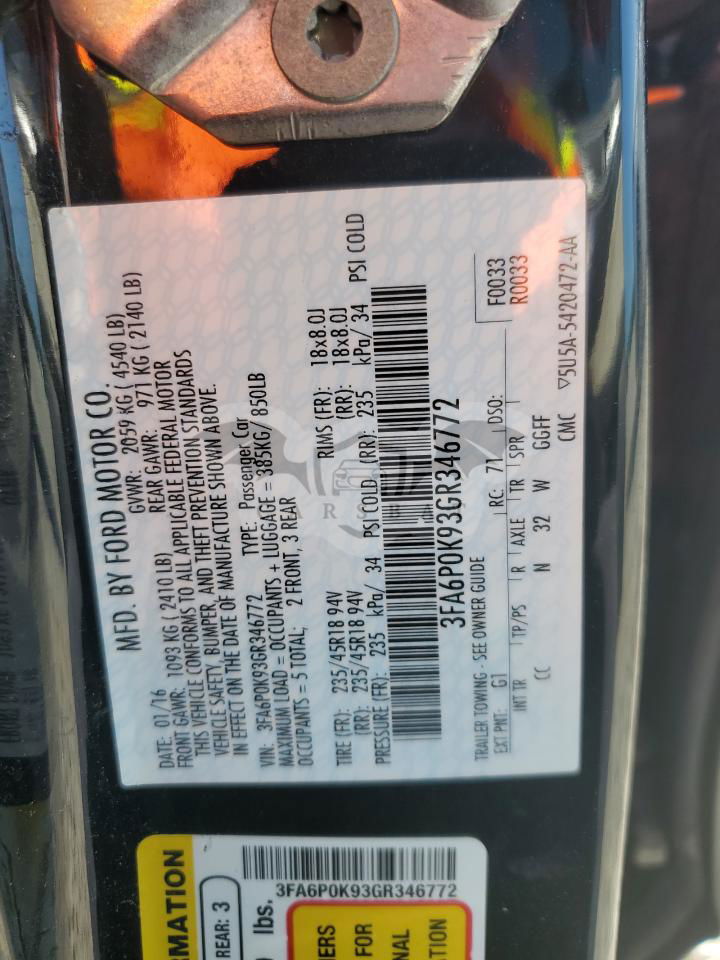 MFD. BY FORD MOTOR CO.
DATE: 01/16 GVWR: 2059 KG ( 4540 LB)
FRONT GAWR: 1093 KG ( 2410 LB) REAR GAWR: 971 KG ( 2140 LB)
THIS VEHICLE CONFORMS TO ALL APPLICABLE FEDERAL MOTOR
VEHICLE SAFETY, BUMPER, AND THEFT PREVENTION STANDARDS
IN EFFECT ON THE DATE OF MANUFACTURE SHOWN ABOVE.
VIN: 3FA6P0K93GR346772 TYPE: Passenger Car
MAXIMUM LOAD = OCCUPANTS + LUGGAGE = 385KG/ 850LB
OCCUPANTS = 5 TOTAL: 2 FRONT, 3 REAR
TIRE (FR): 235/45R18 94V RIMS (FR): 18x8.0J
(RR): 235/45R18 94V (RR): 18x8.0J
PRESSURE (FR): 235 kPa/ 34 PSI COLD (RR): 235 kPa/ 34 PSI COLD
3FA6P0K93GR346772
TRAILER TOWING - SEE OWNER GUIDE F0033
EXT PNT: G1 RC: 71 DSO: R0033
INT TR TP/PS R AXLE TR SPR
CC N 32 W GGFF
CMC ▽5U5A-5420472-AA
RMATION
REAR: 3
3FA6P0K93GR346772
lbs.
FOR
TION